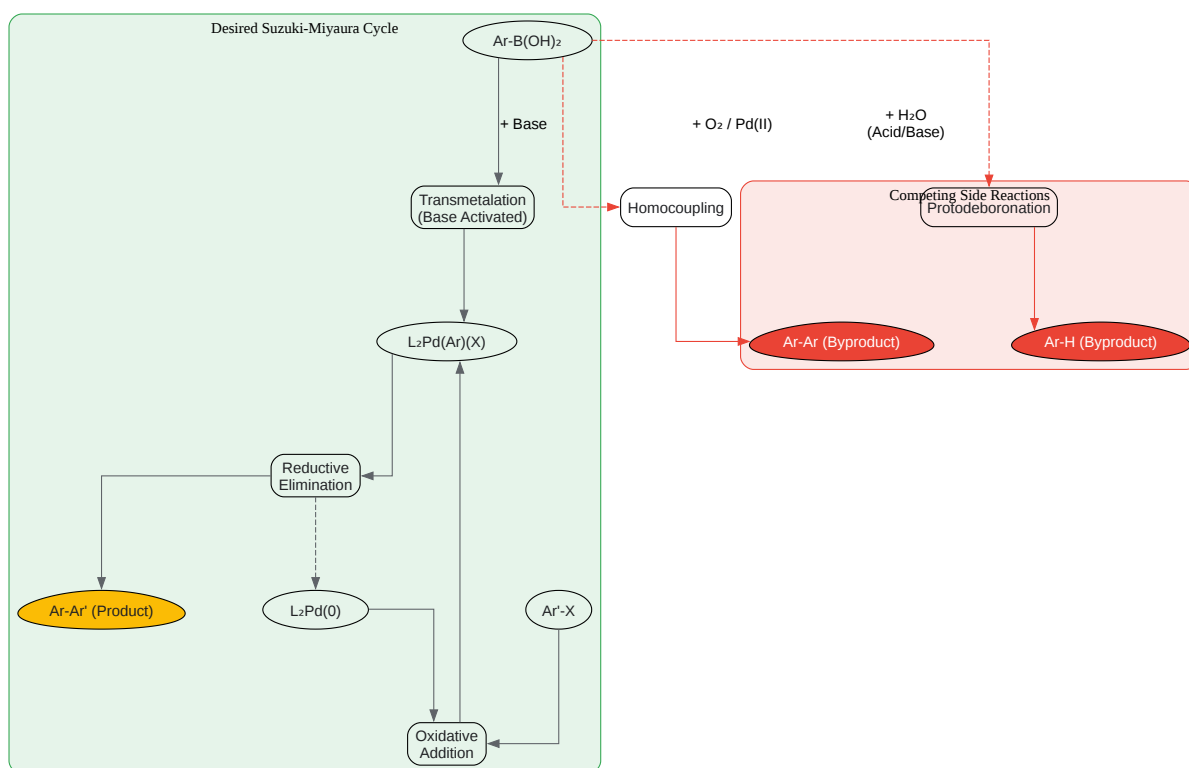 Desired Suzuki-Miyaura Cycle
Ar-B(OH)₂
+ Base
+ O₂ / Pd(II)
+ H₂O
(Acid/Base)
Transmetalation
(Base Activated)
Homocoupling
Competing Side Reactions
Protodeboronation
L₂Pd(Ar)(X)
Ar-Ar (Byproduct)
Ar-H (Byproduct)
Reductive
Elimination
Ar-Ar' (Product)
L₂Pd(0)
Ar'-X
Oxidative
Addition